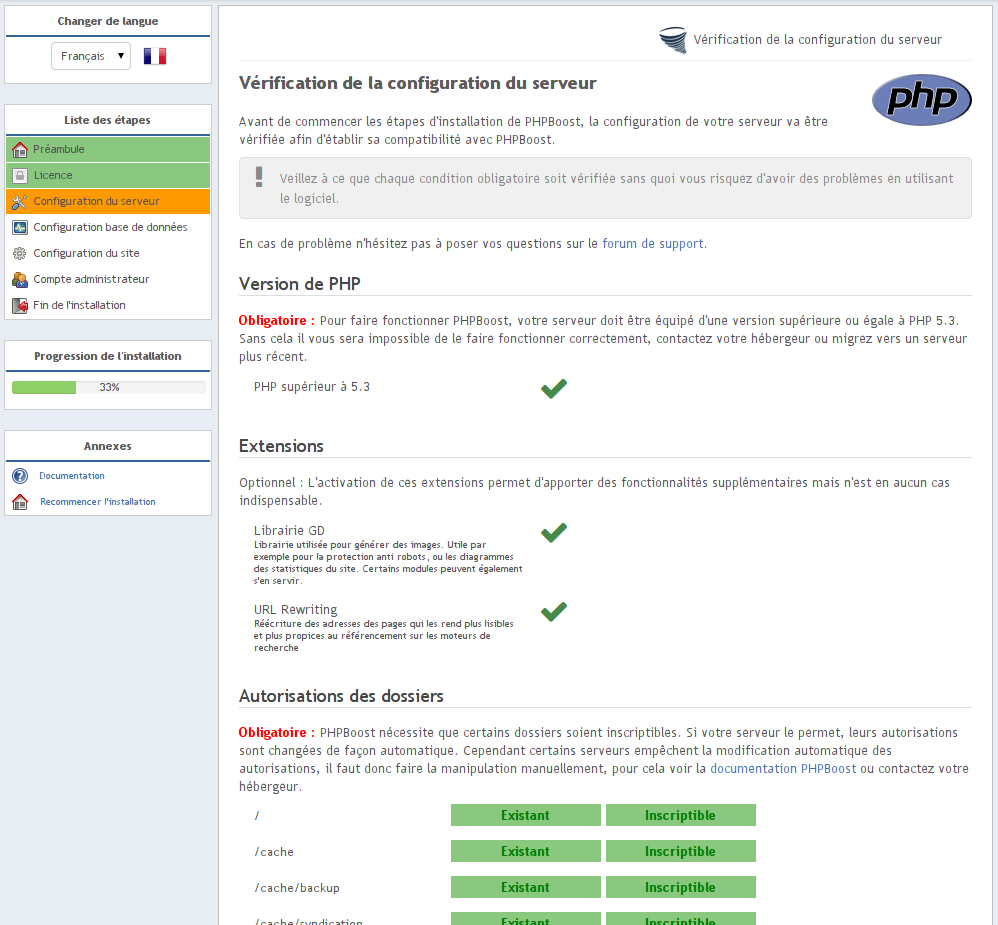 Changer de langue
Français
Liste des étapes
Préambule
Licence
Configuration du serveur
Configuration base de données
Configuration du site
Compte administrateur
Fin de l'installation
Progression de l'installation
33%
Annexes
Documentation
Recommencer l'installation
Vérification de la configuration du serveur
Vérification de la configuration du serveur
php
Avant de commencer les étapes d'installation de PHPBoost, la configuration de votre serveur va être
vérifiée afin d'établir sa compatibilité avec PHPBoost.
Veillez à ce que chaque condition obligatoire soit vérifiée sans quoi vous risquez d'avoir des problèmes en utilisant
le logiciel.
En cas de problème n'hésitez pas à poser vos questions sur le forum de support.
Version de PHP
Obligatoire : Pour faire fonctionner PHPBoost, votre serveur doit être équipé d'une version supérieure ou égale à PHP 5.3.
Sans cela il vous sera impossible de le faire fonctionner correctement, contactez votre hébergeur ou migrez vers un serveur
plus récent.
PHP supérieur à 5.3
Extensions
Optionnel : L'activation de ces extensions permet d'apporter des fonctionnalités supplémentaires mais n'est en aucun cas
indispensable.
Librairie GD
Librairie utilisée pour générer des images. Utile par
exemple pour la protection anti robots, ou les diagrammes
des statistiques du site. Certains modules peuvent également
s'en servir.
URL Rewriting
Réécriture des adresses des pages qui les rend plus lisibles
et plus propices au référencement sur les moteurs de
recherche
Autorisations des dossiers
Obligatoire : PHPBoost nécessite que certains dossiers soient inscriptibles. Si votre serveur le permet, leurs autorisations
sont changées de façon automatique. Cependant certains serveurs empêchent la modification automatique des
autorisations, il faut donc faire la manipulation manuellement, pour cela voir la documentation PHPBoost ou contactez votre
hébergeur.
/ Existant Inscriptible
/cache Existant Inscriptible
/cache/backup Existant Inscriptible
/cache/syndication Existant Inscriptible